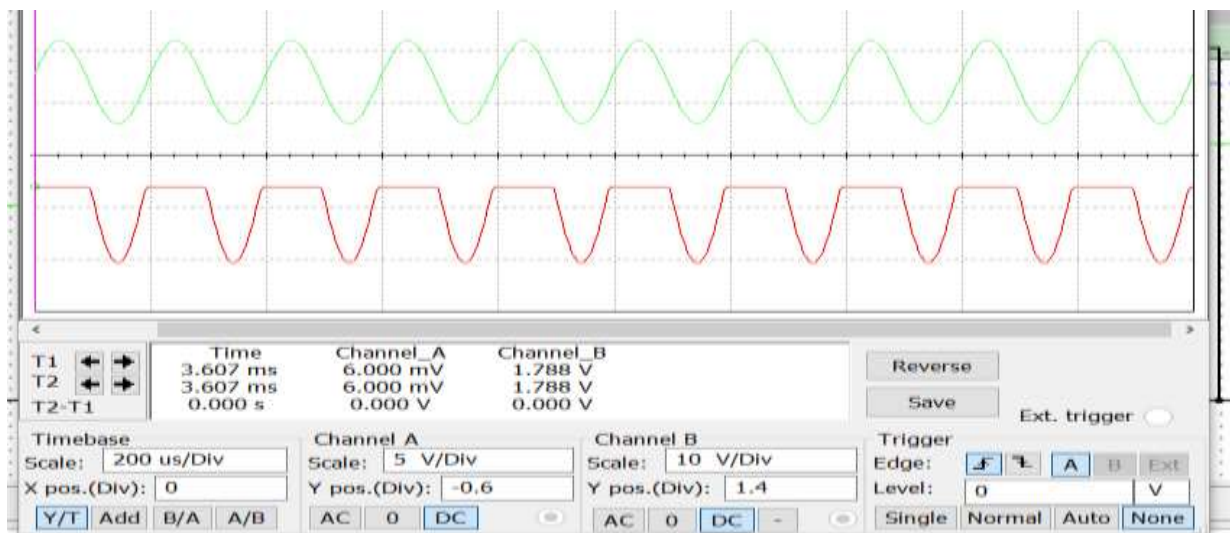 Time Channel_A Channel_B
T1 3.607 ms 6.000 mV 1.788 V
T2 3.607 ms 6.000 mV 1.788 V
T2-T1 0.000 s 0.000 V 0.000 V
Reverse
Save
Ext. trigger
Timebase
Scale: 200 us/Div
X pos.(Div): 0
Y/T Add B/A A/B
Channel A
Scale: 5 V/Div
Y pos.(Div): -0.6
AC 0 DC
Channel B
Scale: 10 V/Div
Y pos.(Div): 1.4
AC 0 DC -
Trigger
Edge: A B Ext
Level: 0 V
Single Normal Auto None